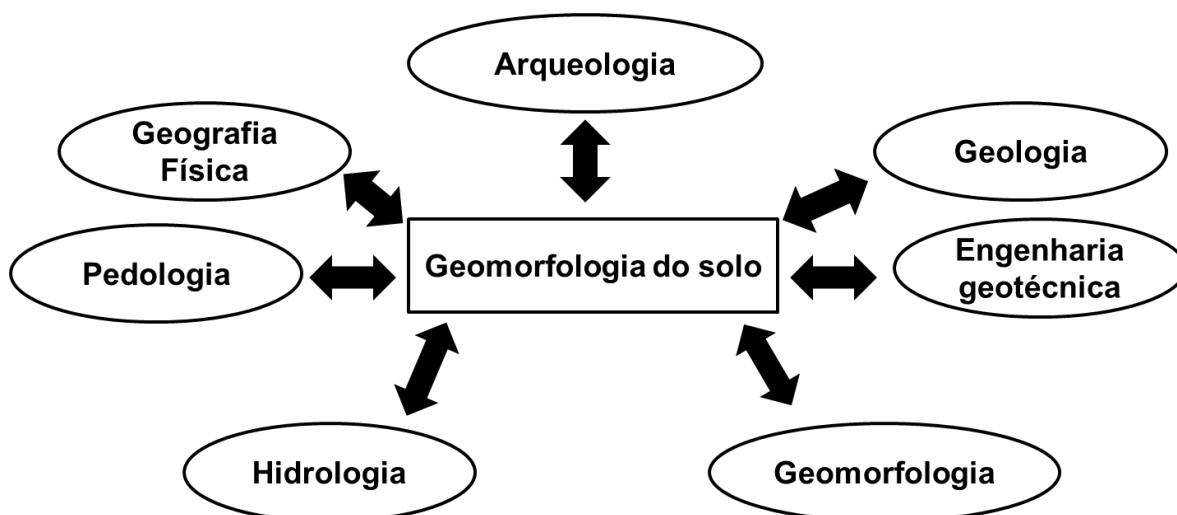 Arqueologia
Geografia
Física
Geologia
Pedologia
Geomorfologia do solo
Engenharia
geotécnica
Hidrologia
Geomorfologia